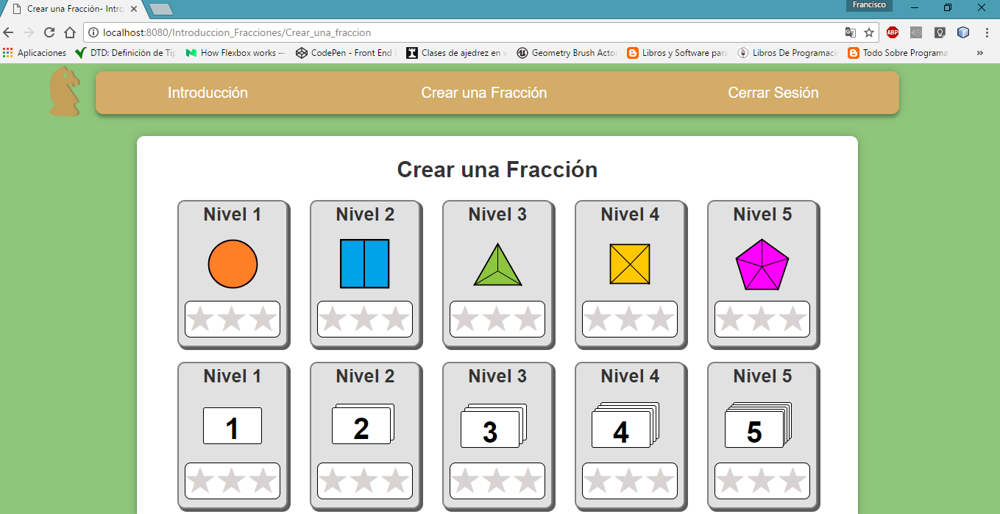 Crear una Fracción- Intro
Francisco
localhost:8080/Introduccion_Fracciones/Crear_una_fraccion
ABP
Aplicaciones DTD: Definición de Tip How Flexbox works — CodePen - Front End Clases de ajedrez en v Geometry Brush Acto Libros y Software para Libros De Programaci Todo Sobre Programa »
Introducción Crear una Fracción Cerrar Sesión
Crear una Fracción
Nivel 1 Nivel 2 Nivel 3 Nivel 4 Nivel 5
Nivel 1 Nivel 2 Nivel 3 Nivel 4 Nivel 5
1 2 3 4 5